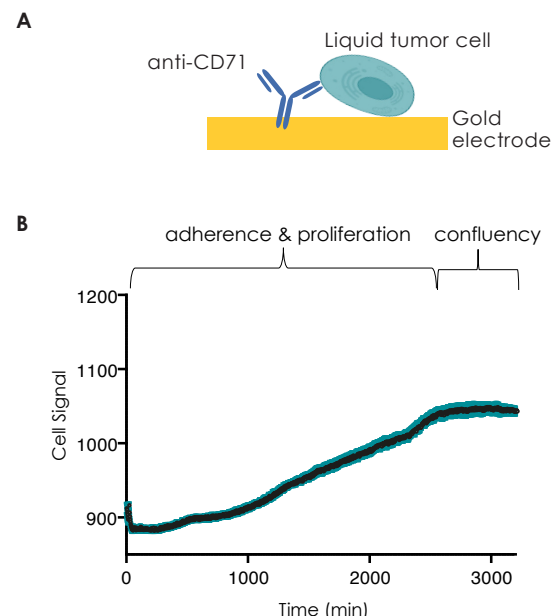 A
Liquid tumor cell
anti-CD71
Gold
electrode
B
adherence & proliferation confluency
1200
1100
1000
900
Cell Signal
0 1000 2000 3000
Time (min)